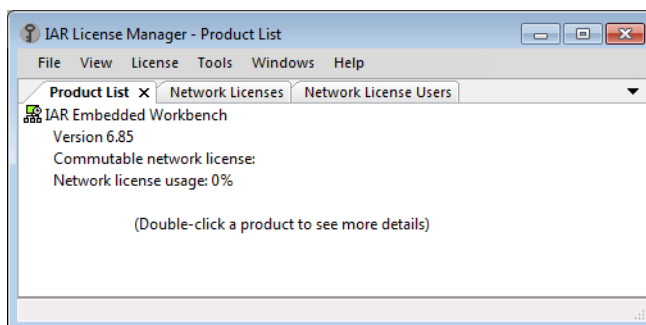 IAR License Manager - Product List
File View License Tools Windows Help
Product List Network Licenses Network License Users
IAR Embedded Workbench
Version 6.85
Commutable network license:
Network license usage: 0%
(Double-click a product to see more details)